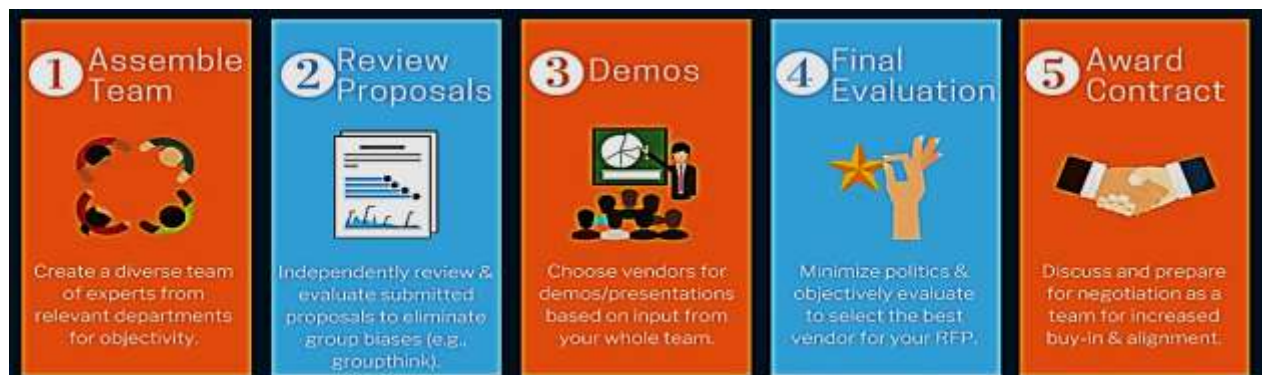 1 Assemble
Team
Create a diverse team
of experts from
relevant departments
for objectivity.
2 Review
Proposals
Independently review &
evaluate submitted
proposals to eliminate
group biases (e.g.,
groupthink).
3 Demos
Choose vendors for
demos/presentations
based on input from
your whole team.
4 Final
Evaluation
Minimize politics &
objectively evaluate
to select the best
vendor for your RFP.
5 Award
Contract
Discuss and prepare
for negotiation as a
team for increased
buy-in & alignment.